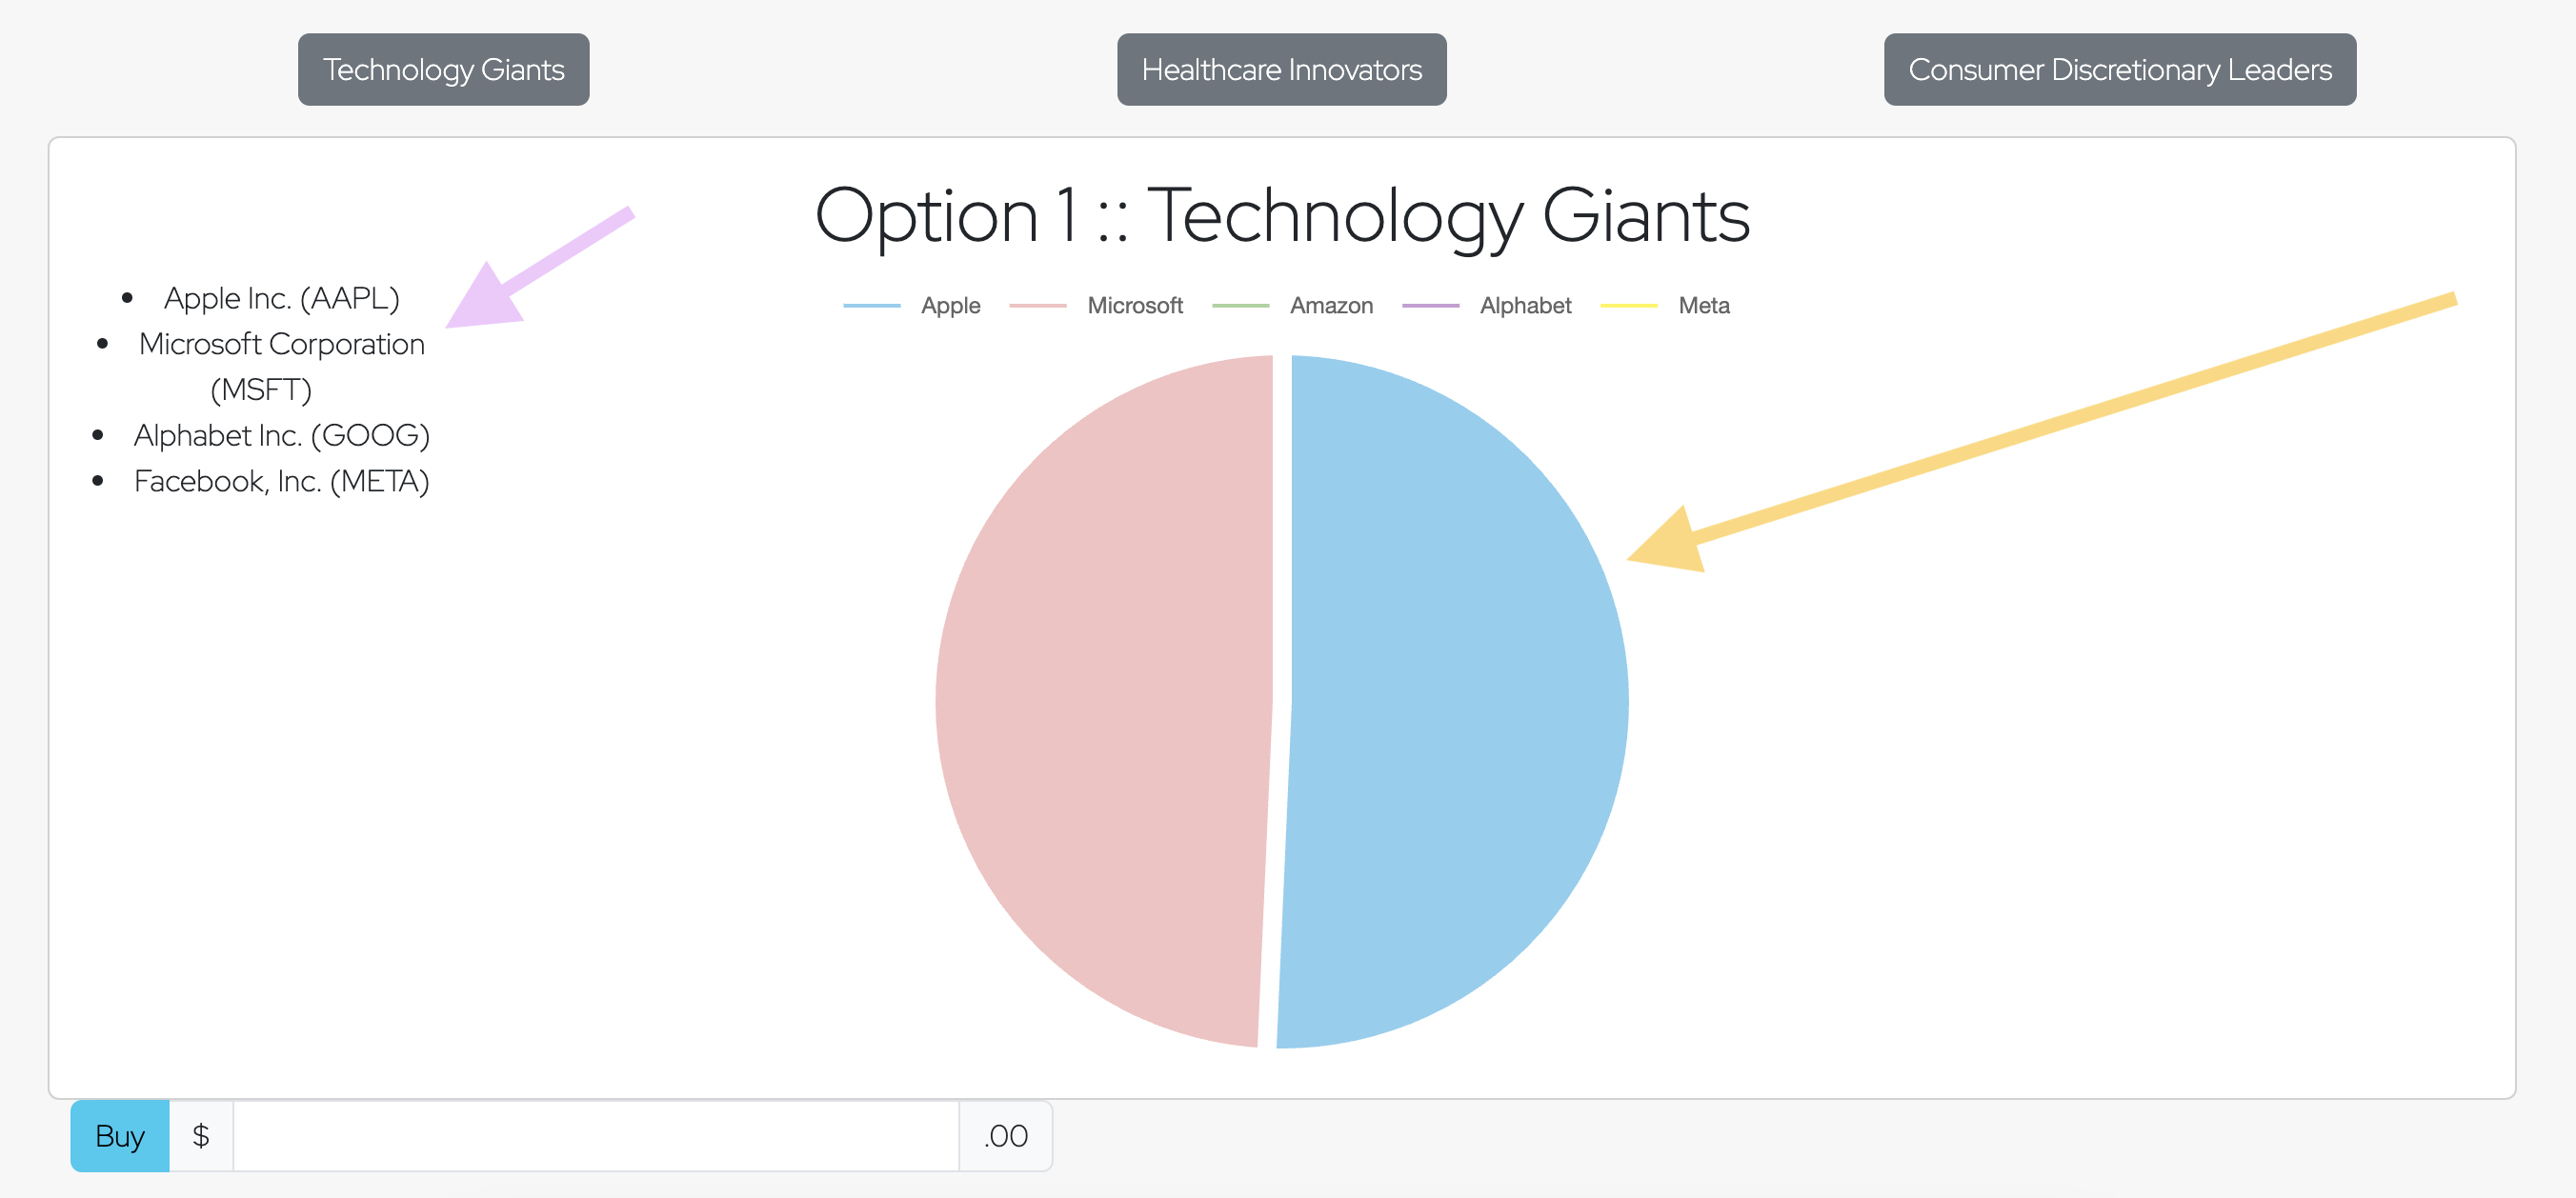 Technology Giants
Healthcare Innovators
Consumer Discretionary Leaders
Option 1 :: Technology Giants
Apple Inc. (AAPL)
Microsoft Corporation
(MSFT)
Alphabet Inc. (GOOG)
Facebook, Inc. (META)
Apple Microsoft Amazon Alphabet Meta
Buy $ .00